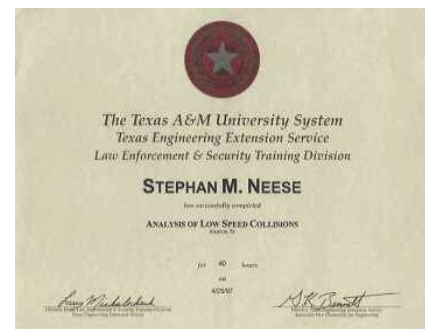 The Texas A&M University System
Texas Engineering Extension Service
Law Enforcement & Security Training Division
STEPHAN M. NEESE
has successfully completed
ANALYSIS OF LOW SPEED COLLISIONS
for 40 hours
on
4/25/97